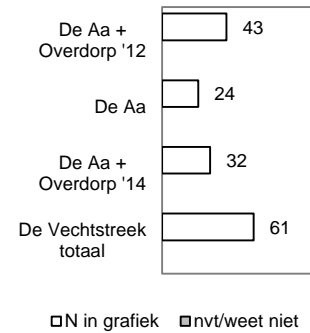 De Aa +
Overdorp '12
43
De Aa
24
De Aa +
Overdorp '14
32
De Vechtstreek
totaal
61
N in grafiek
nvt/weet niet